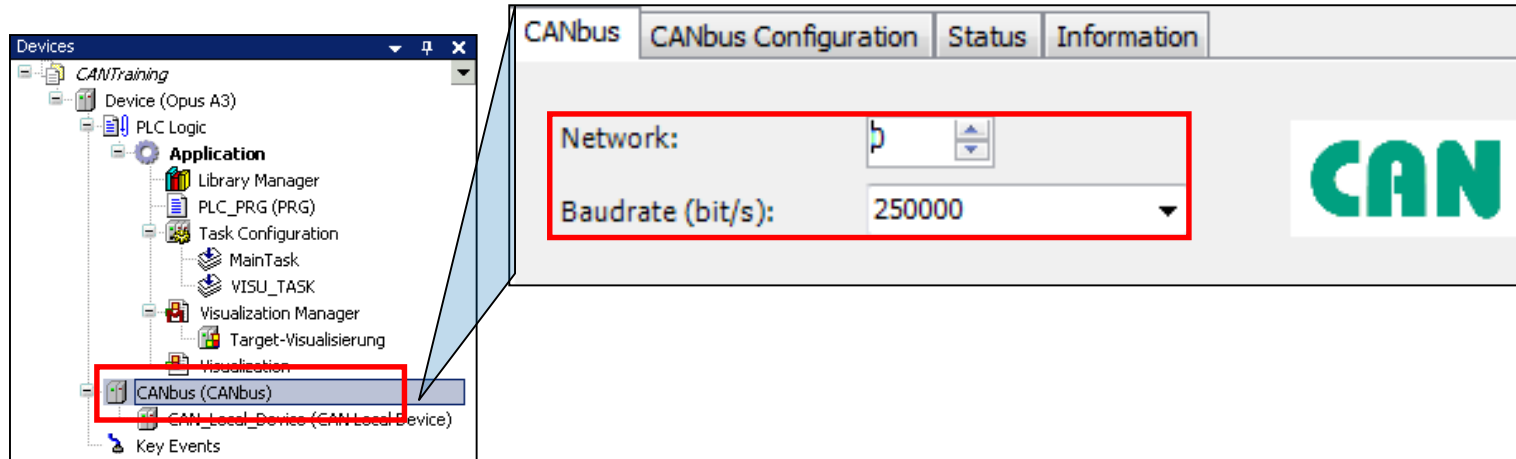 Devices
CANTraining
Device (Opus A3)
PLC Logic
Application
Library Manager
PLC_PRG (PRG)
Task Configuration
MainTask
VISU_TASK
Visualization Manager
Target-Visualisierung
Visualization
CANbus (CANbus)
CAN_Local_Device (CAN Local Device)
Key Events
CANbus CANbus Configuration Status Information
Network:
Baudrate (bit/s): 250000
CAN